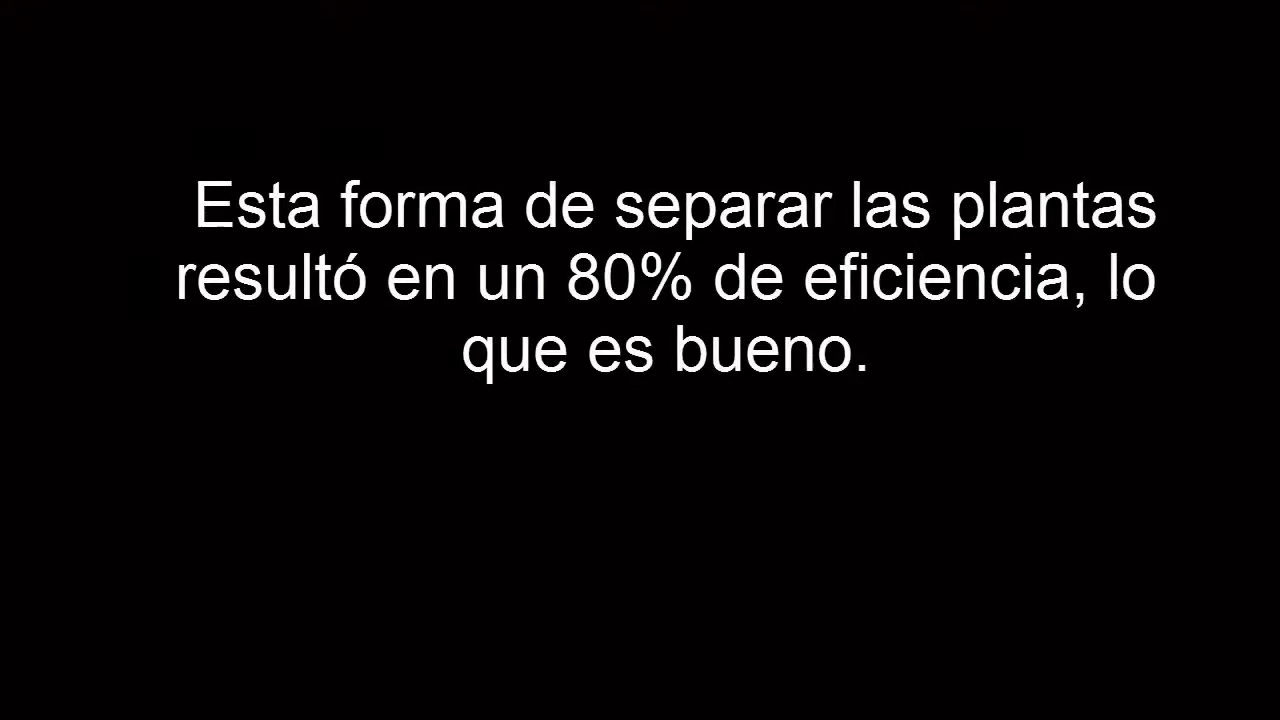 Esta forma de separar las plantas
resultó en un 80% de eficiencia, lo
que es bueno.